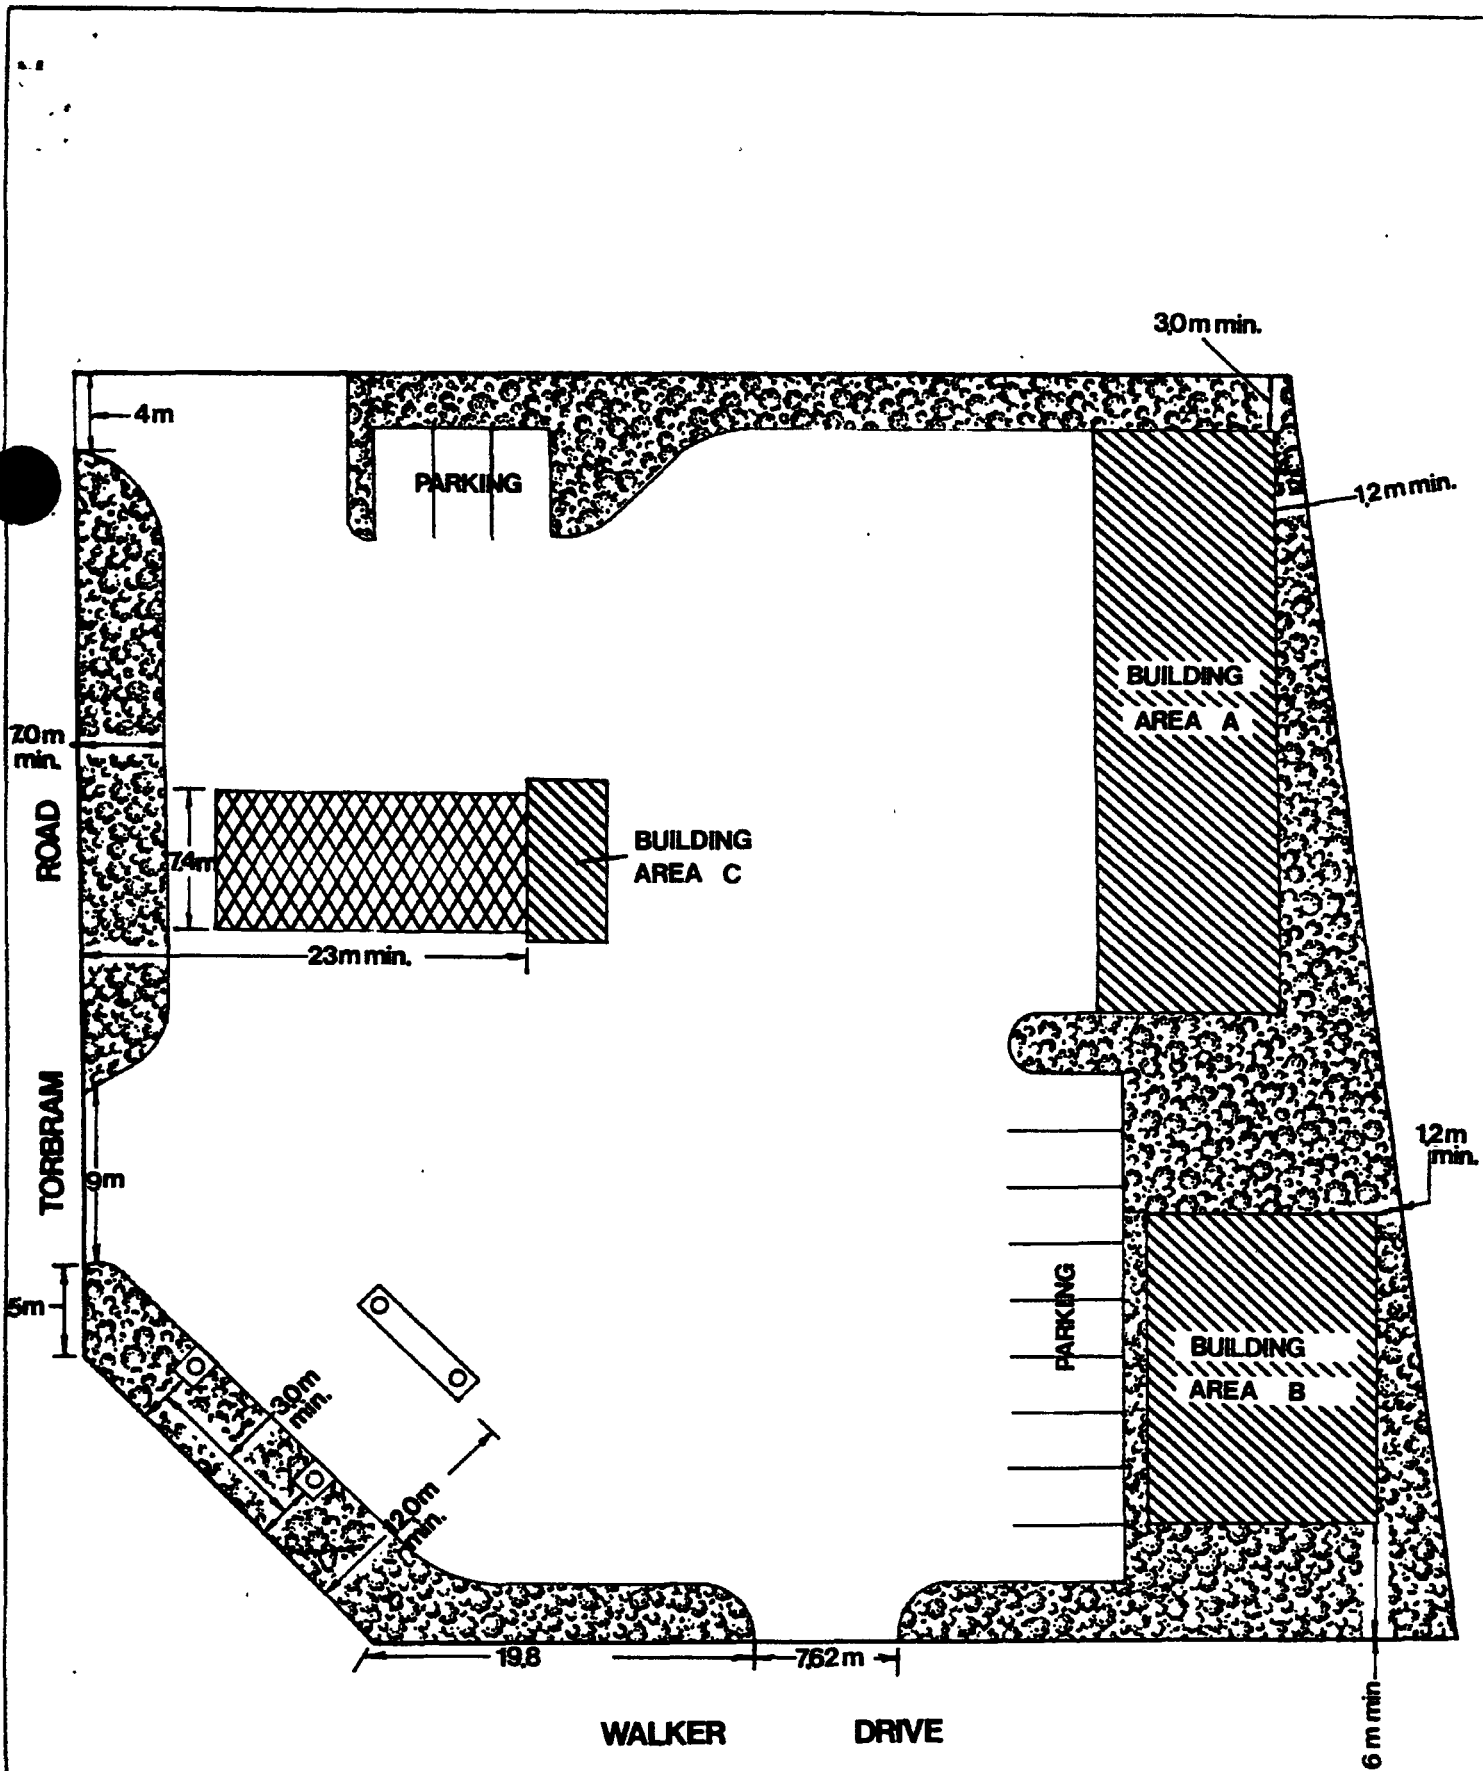 3.0m min.
4m
PARKING
1.2m min.
BUILDING
AREA A
7.0m
min.
ROAD
7.4m
BUILDING
AREA C
23m min.
TORBRAM
9m
1.2m
min.
5m
PARKING
BUILDING
AREA B
3.0m
min.
12.0m
min.
19.8
7.62m
6m min
WALKER DRIVE